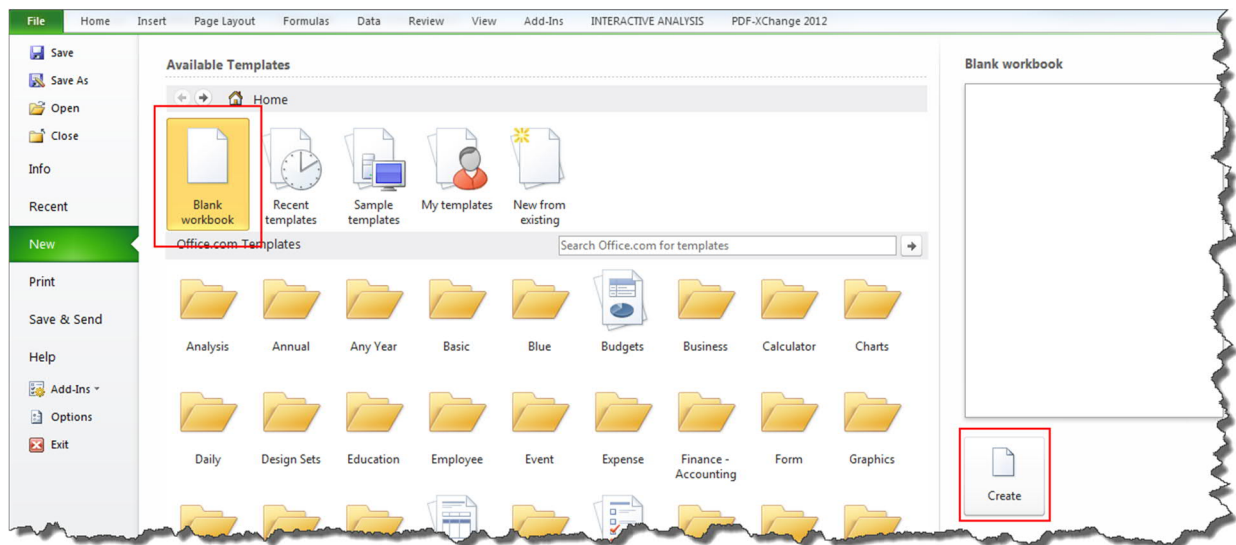 File Home Insert Page Layout Formulas Data Review View Add-Ins INTERACTIVE ANALYSIS PDF-XChange 2012
Save
Save As
Open
Close
Info
Recent
New
Print
Save & Send
Help
Add-Ins
Options
Exit
Available Templates
Home
Blank workbook
Recent templates
Sample templates
My templates
New from existing
Office.com Templates
Search Office.com for templates
Analysis Annual Any Year Basic Blue Budgets Business Calculator Charts
Daily Design Sets Education Employee Event Expense Finance - Accounting Form Graphics
Blank workbook
Create